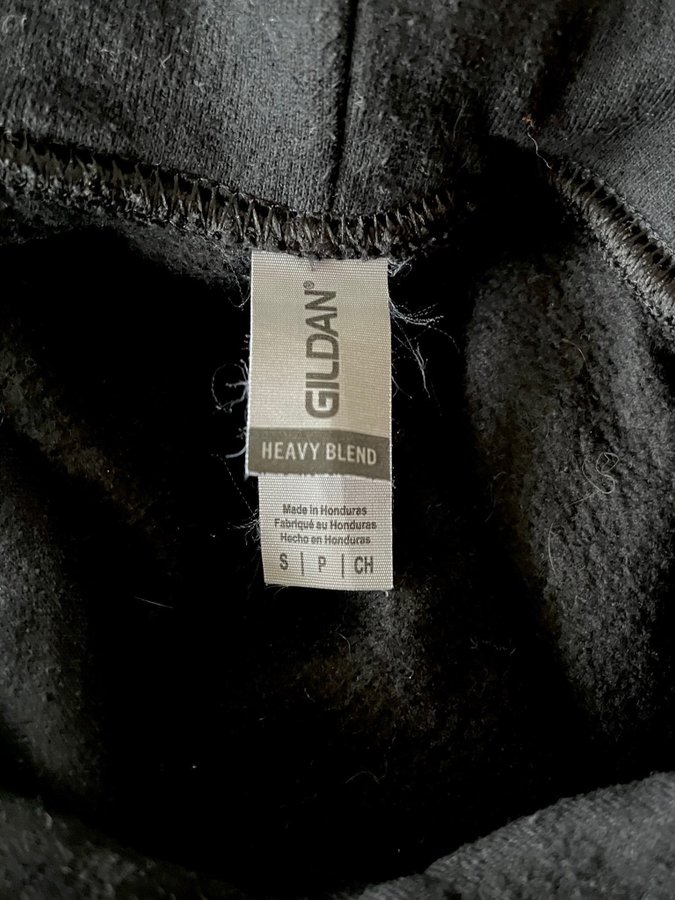 GILDAN®
HEAVY BLEND
Made in Honduras
Fabriqué au Honduras
Hecho en Honduras
S | P | CH